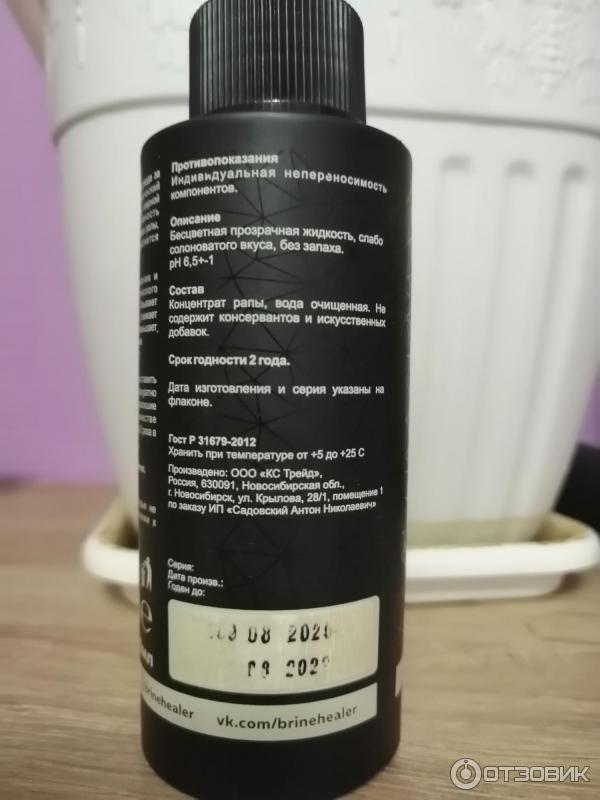 Противопоказания
Индивидуальная непереносимость
компонентов.
Описание
Бесцветная прозрачная жидкость, слабо
солоноватого вкуса, без запаха.
pH 6,5+-1
Состав
Концентрат рапы, вода очищенная. Не
содержит консервантов и искусственных
добавок.
Срок годности 2 года.
Дата изготовления и серия указаны на
флаконе.
Гост Р 31679-2012
Хранить при температуре от +5 до +25 С
Произведено: ООО «КС Трейд»,
Россия, 630091, Новосибирская обл.,
г. Новосибирск, ул. Крылова, 28/1, помещение 1
по заказу ИП «Садовский Антон Николаевич»
Серия:
Дата произв.:
Годен до:
08 2020
08 2022
vk.com/brinehealer
ОТЗОВИК